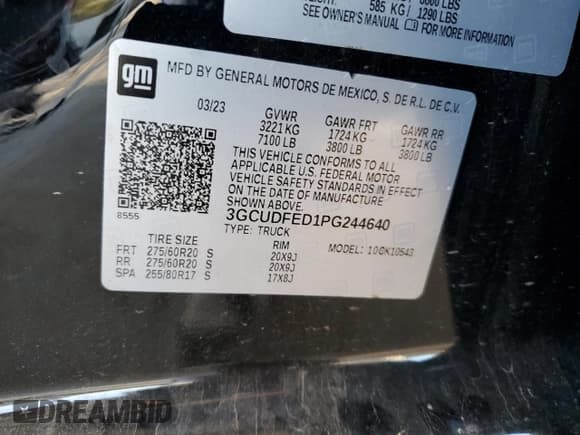 585 KG / 1290 LBS
SEE OWNER'S MANUAL FOR MORE INFORMATION
gm
MFD BY GENERAL MOTORS DE MEXICO, S. DE R.L. DE C.V.
03/23 GVWR GAWR FRT GAWR RR
3221 KG 1724 KG 1724 KG
7100 LB 3800 LB 3800 LB
THIS VEHICLE CONFORMS TO ALL
APPLICABLE U.S. FEDERAL MOTOR
VEHICLE SAFETY STANDARDS IN EFFECT
ON THE DATE OF MANUFACTURE
SHOWN ABOVE.
8555 3GCUDFED1PG244640
TYPE: TRUCK
TIRE SIZE RIM MODEL:
FRT 275/60R20 S 20X9J
RR 275/60R20 S 20X9J
SPA 255/80R17 S 17X8J
DREAMBID